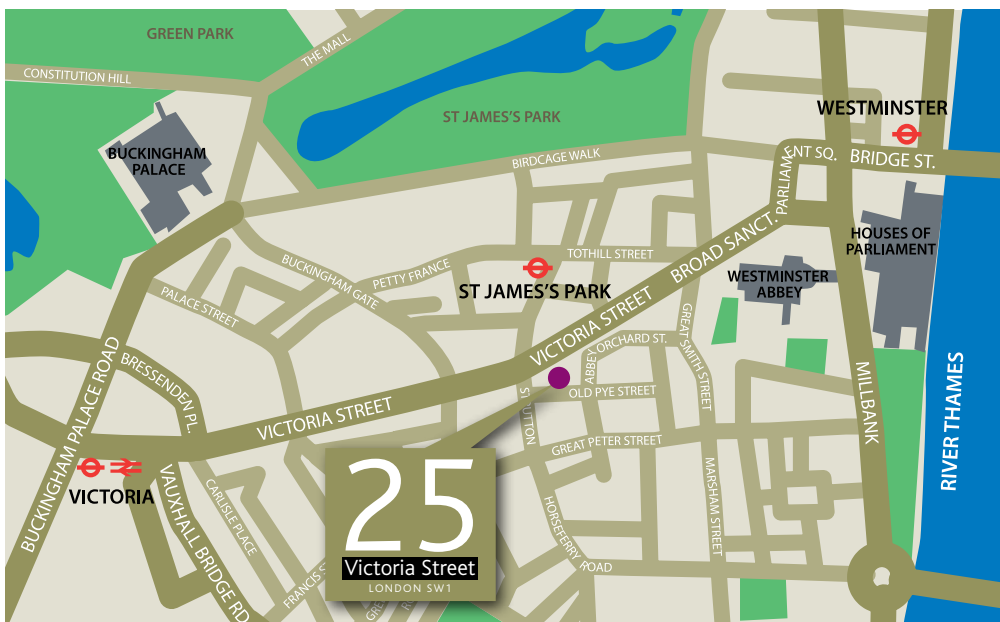 GREEN PARK
THE MALL
CONSTITUTION HILL
ST JAMES'S PARK
WESTMINSTER
BUCKINGHAM
PALACE
BIRDCAGE WALK
PARLIAMENT SQ.
BRIDGE ST.
HOUSES OF
PARLIAMENT
BROAD SANCT.
TOTHILL STREET
PETTY FRANCE
BUCKINGHAM GATE
ST JAMES'S PARK
WESTMINSTER
ABBEY
PALACE STREET
VICTORIA STREET
GREAT SMITH STREET
ABBEY
ORCHARD ST.
OLD PYE STREET
BRESSENDEN PL.
BUCKINGHAM PALACE ROAD
VICTORIA STREET
MILLBANK
RIVER THAMES
GREAT PETER STREET
VICTORIA
VAUXHALL BRIDGE RD
CARLISLE PLACE
MARSHAM STREET
HORSEFERRY ROAD
FRANCIS
25
Victoria Street
LONDON SW1